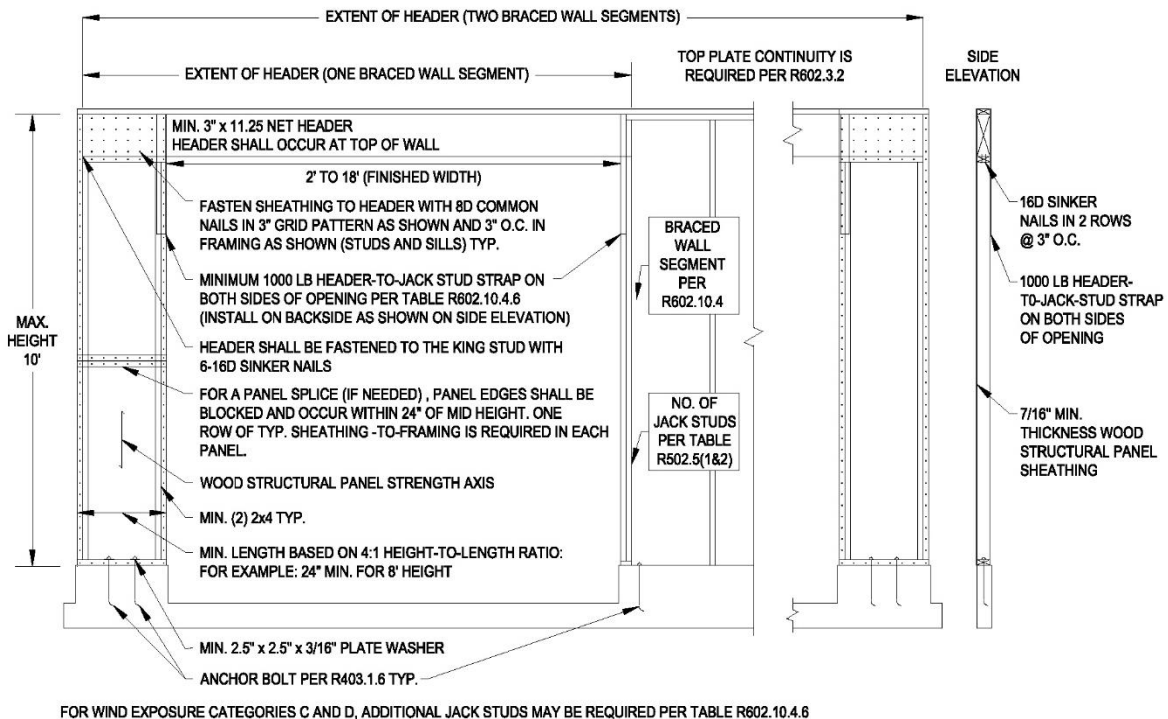 EXTENT OF HEADER (TWO BRACED WALL SEGMENTS)
EXTENT OF HEADER (ONE BRACED WALL SEGMENT)
TOP PLATE CONTINUITY IS
REQUIRED PER R602.3.2
SIDE
ELEVATION
MIN. 3" x 11.25 NET HEADER
HEADER SHALL OCCUR AT TOP OF WALL
2' TO 18' (FINISHED WIDTH)
FASTEN SHEATHING TO HEADER WITH 8D COMMON
NAILS IN 3" GRID PATTERN AS SHOWN AND 3" O.C. IN
FRAMING AS SHOWN (STUDS AND SILLS) TYP.
MINIMUM 1000 LB HEADER-TO-JACK STUD STRAP ON
BOTH SIDES OF OPENING PER TABLE R602.10.4.6
(INSTALL ON BACKSIDE AS SHOWN ON SIDE ELEVATION)
HEADER SHALL BE FASTENED TO THE KING STUD WITH
6-16D SINKER NAILS
FOR A PANEL SPLICE (IF NEEDED) , PANEL EDGES SHALL BE
BLOCKED AND OCCUR WITHIN 24" OF MID HEIGHT. ONE
ROW OF TYP. SHEATHING -TO-FRAMING IS REQUIRED IN EACH
PANEL.
WOOD STRUCTURAL PANEL STRENGTH AXIS
MIN. (2) 2x4 TYP.
MIN. LENGTH BASED ON 4:1 HEIGHT-TO-LENGTH RATIO:
FOR EXAMPLE: 24" MIN. FOR 8' HEIGHT
MIN. 2.5" x 2.5" x 3/16" PLATE WASHER
ANCHOR BOLT PER R403.1.6 TYP.
MAX.
HEIGHT
10'
BRACED
WALL
SEGMENT
PER
R602.10.4
NO. OF
JACK STUDS
PER TABLE
R502.5(1&2)
16D SINKER
NAILS IN 2 ROWS
@ 3" O.C.
1000 LB HEADER-
T0-JACK-STUD STRAP
ON BOTH SIDES
OF OPENING
7/16" MIN.
THICKNESS WOOD
STRUCTURAL PANEL
SHEATHING
FOR WIND EXPOSURE CATEGORIES C AND D, ADDITIONAL JACK STUDS MAY BE REQUIRED PER TABLE R602.10.4.6